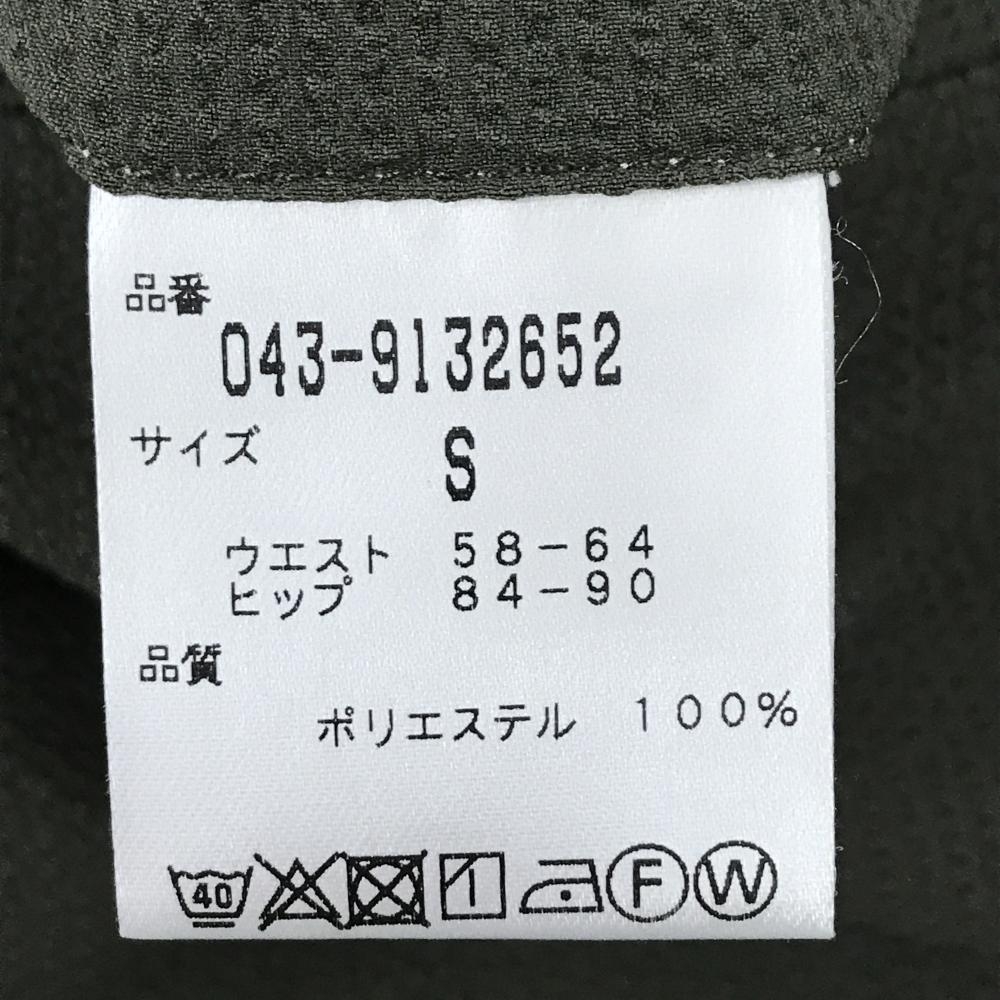 品番
043-9132652
サイズ S
ウエスト 58-64
ヒップ 84-90
品質
ポリエステル 100%
40 F W